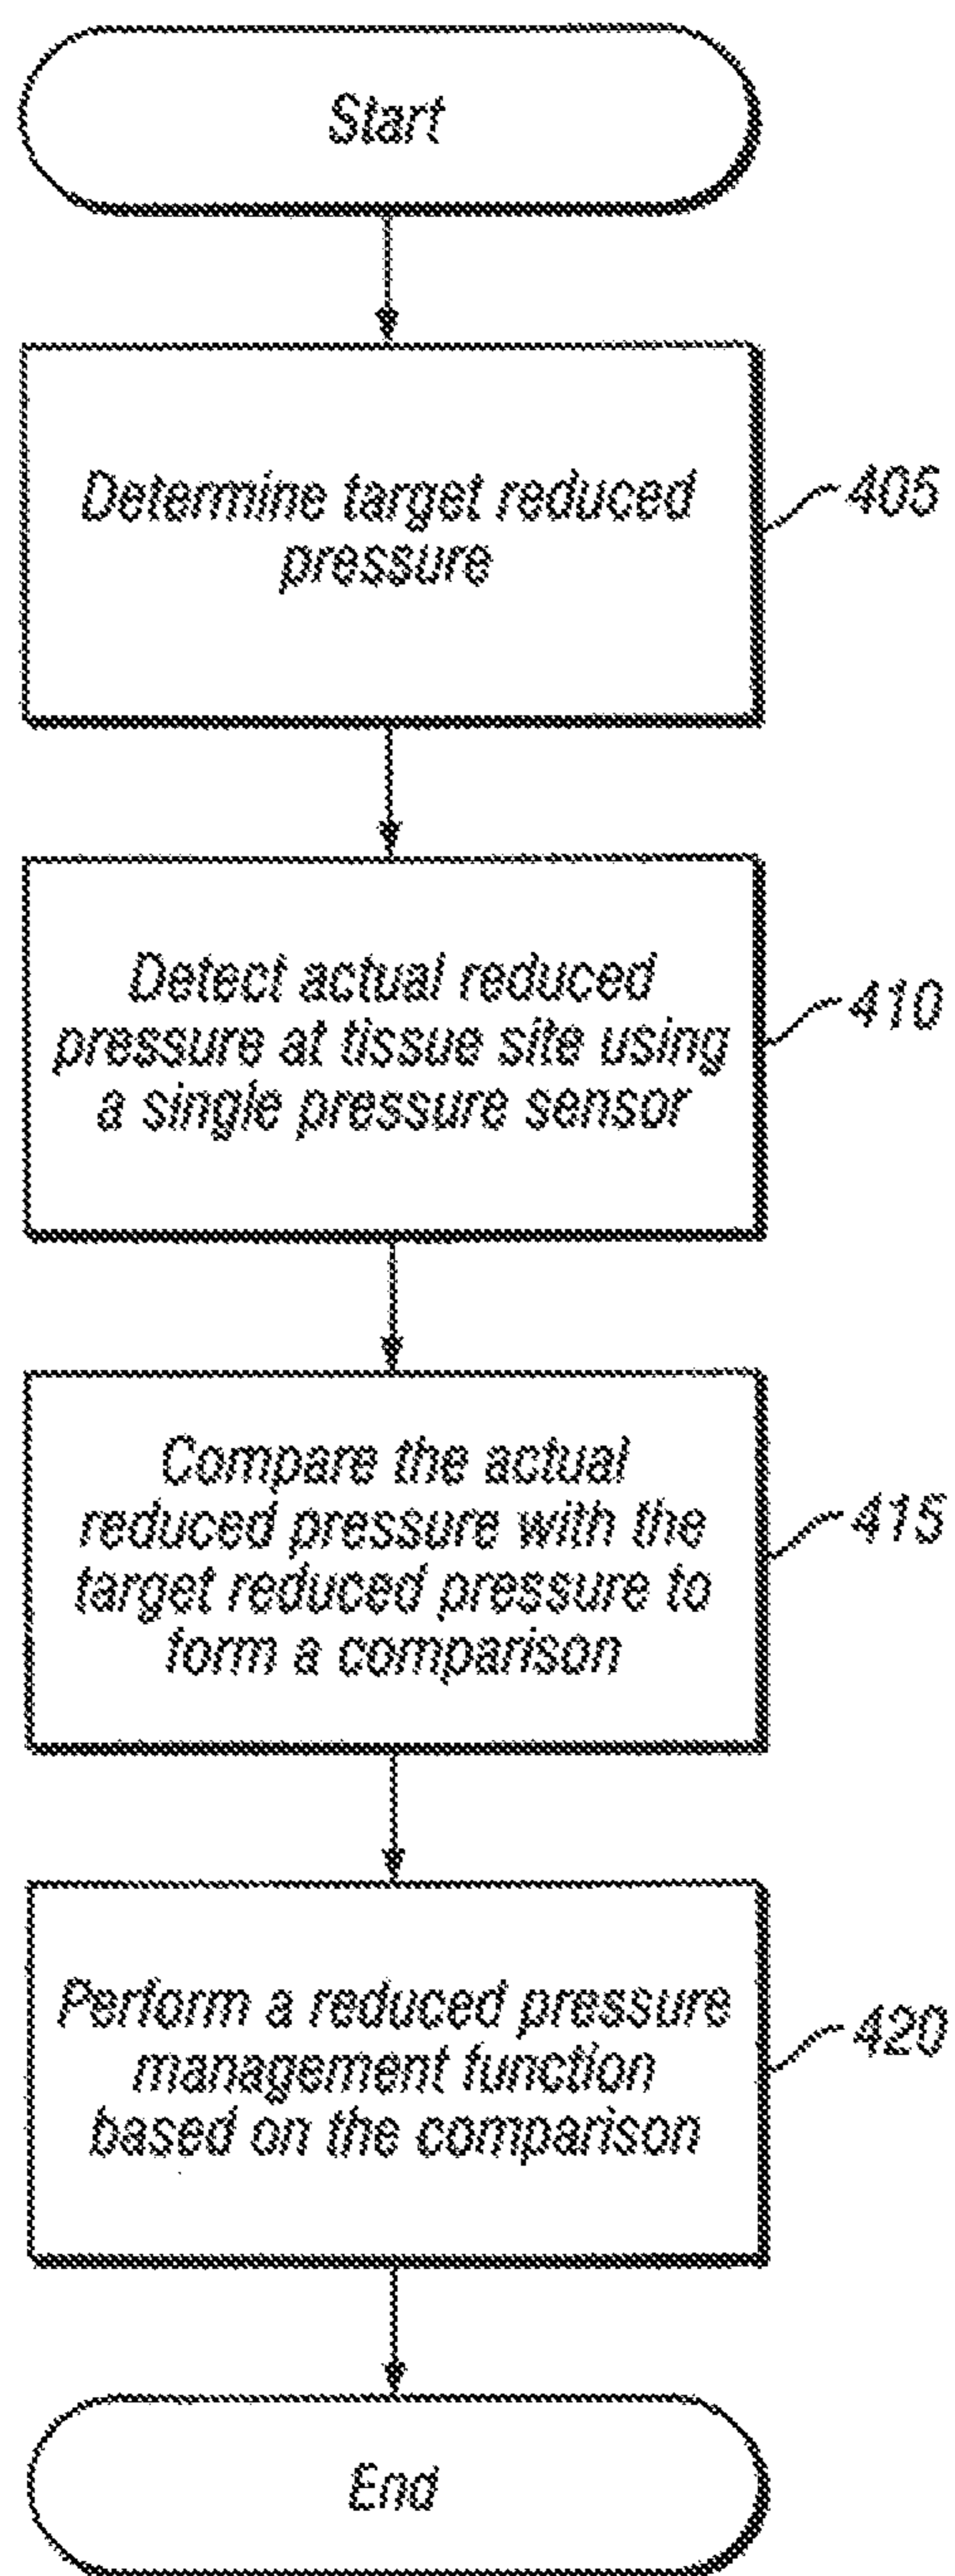 Start
Determine target reduced
pressure
405
Detect actual reduced
pressure at tissue site using
a single pressure sensor
410
Compare the actual
reduced pressure with the
target reduced pressure to
form a comparison
415
Perform a reduced pressure
management function
based on the comparison
420
End